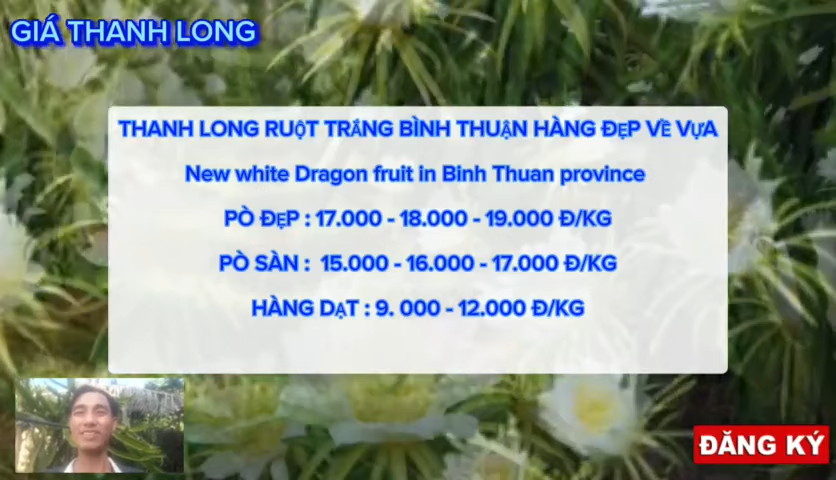 GIÁ THANH LONG
THANH LONG RUỘT TRẮNG BÌNH THUẬN HÀNG ĐẸP VỀ VỰA
New white Dragon fruit in Binh Thuan province
PÒ ĐẸP : 17.000 - 18.000 - 19.000 Đ/KG
PÒ SÀN : 15.000 - 16.000 - 17.000 Đ/KG
HÀNG DẠT : 9. 000 - 12.000 Đ/KG
ĐĂNG KÝ